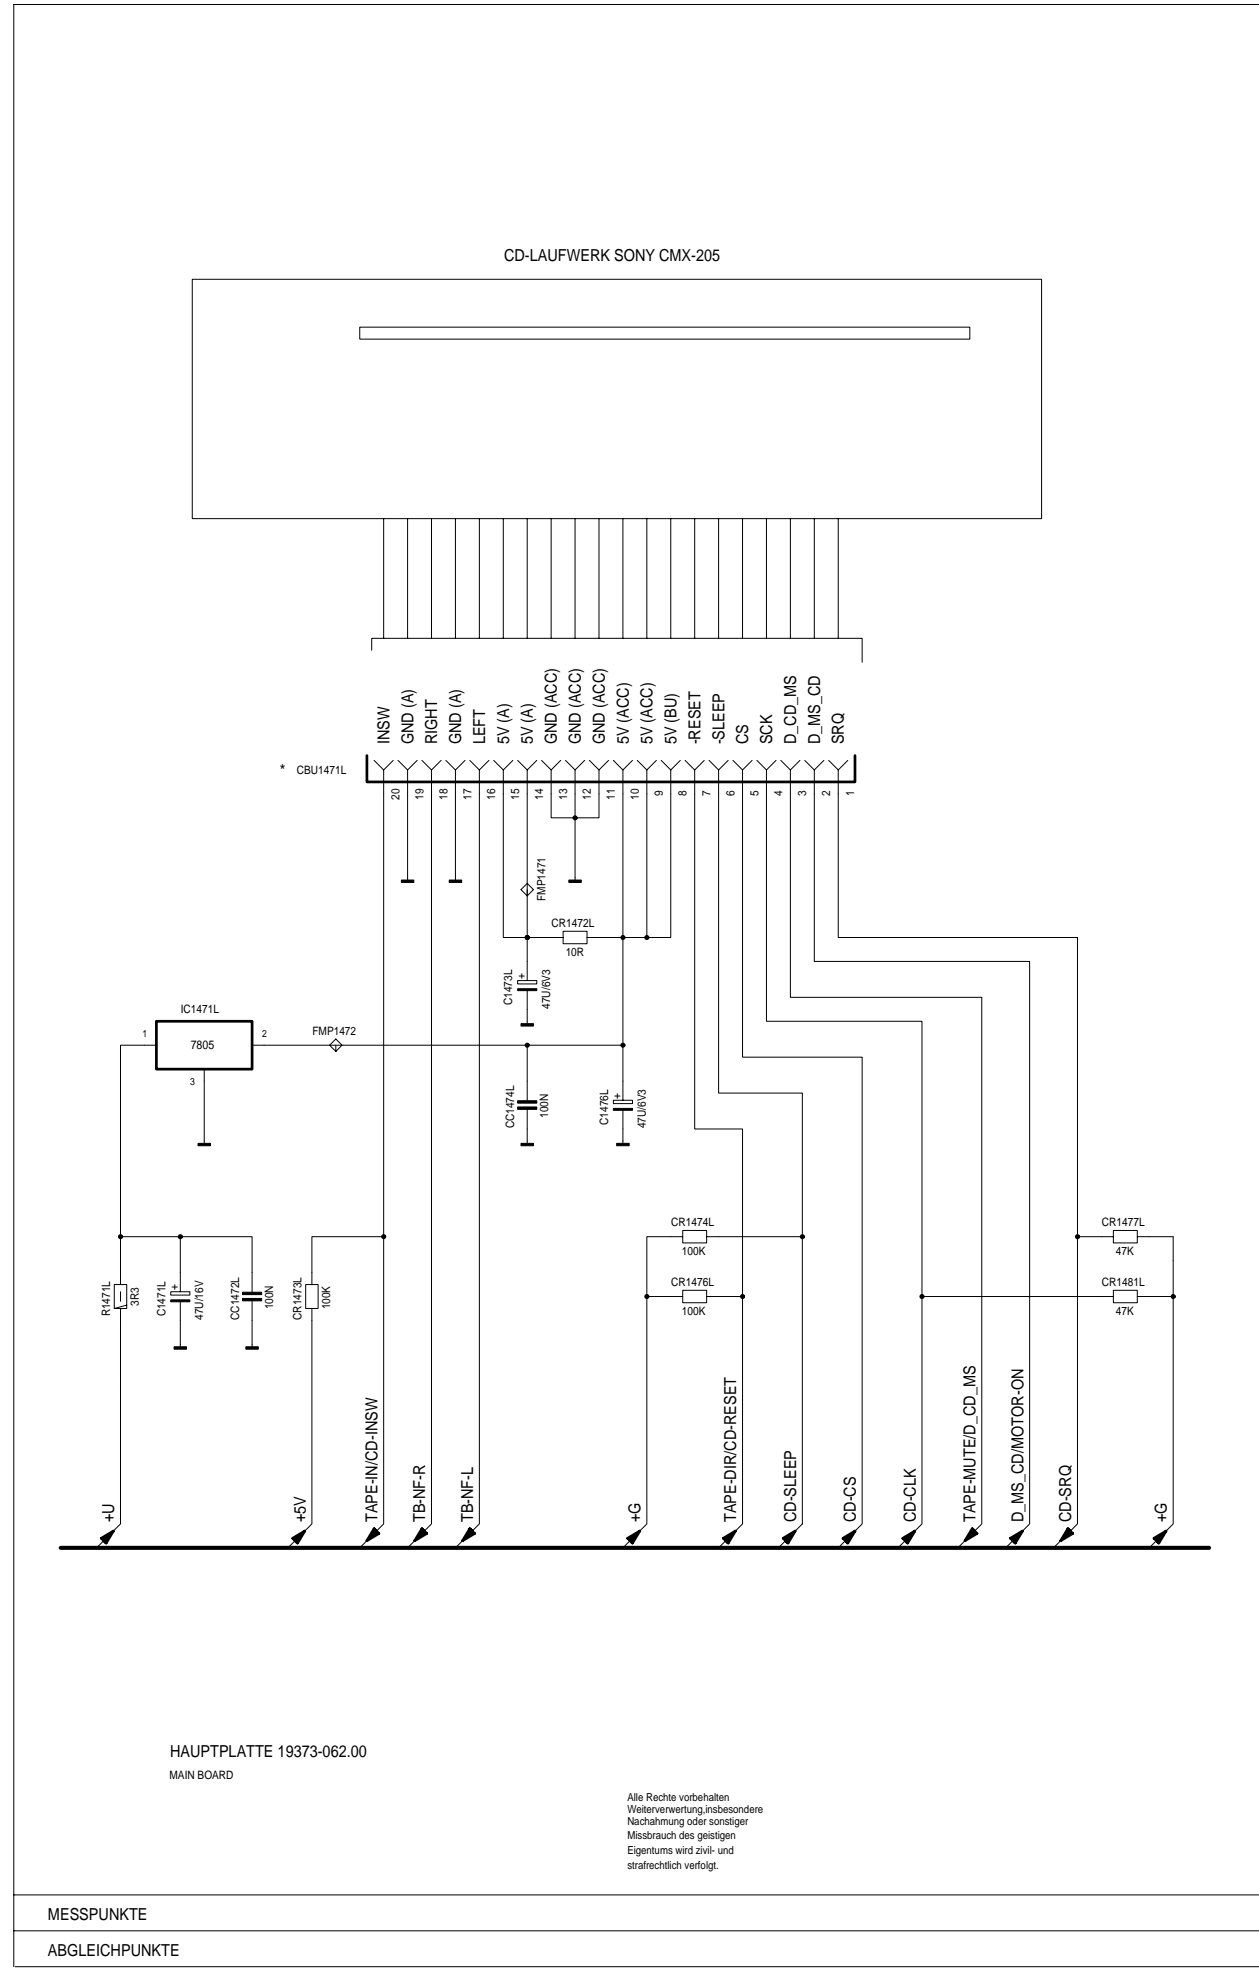 CD-LAUFWERK SONY CMX-205
INSW
GND (A)
RIGHT
GND (A)
LEFT
5V (A)
5V (A)
GND (ACC)
GND (ACC)
GND (ACC)
5V (ACC)
5V (ACC)
5V (BU)
-RESET
-SLEEP
CS
SCK
D_CD_MS
D_MS_CD
SRQ
* CBU1471L
20
19
18
17
16
15
14
13
12
11
10
9
8
7
6
5
4
3
2
1
FMP1471
CR1472L
10R
C1473L
+
47U/6V3
IC1471L
1
7805
2
3
FMP1472
CC1474L
100N
C1476L
+
47U/6V3
CR1474L
100K
CR1476L
100K
CR1477L
47K
CR1481L
47K
R1471L
3R3
C1471L
+
47U/16V
CC1472L
100N
CR1473L
100K
+U
+5V
TAPE-IN/CD-INSW
TB-NF-R
TB-NF-L
+G
TAPE-DIR/CD-RESET
CD-SLEEP
CD-CS
CD-CLK
TAPE-MUTE/D_CD_MS
D_MS_CD/MOTOR-ON
CD-SRQ
+G
HAUPTPLATTE 19373-062.00
MAIN BOARD
Alle Rechte vorbehalten
Weiterverwertung,insbesondere
Nachahmung oder sonstiger
Missbrauch des geistigen
Eigentums wird zivil- und
strafrechtlich verfolgt.
MESSPUNKTE
ABGLEICHPUNKTE